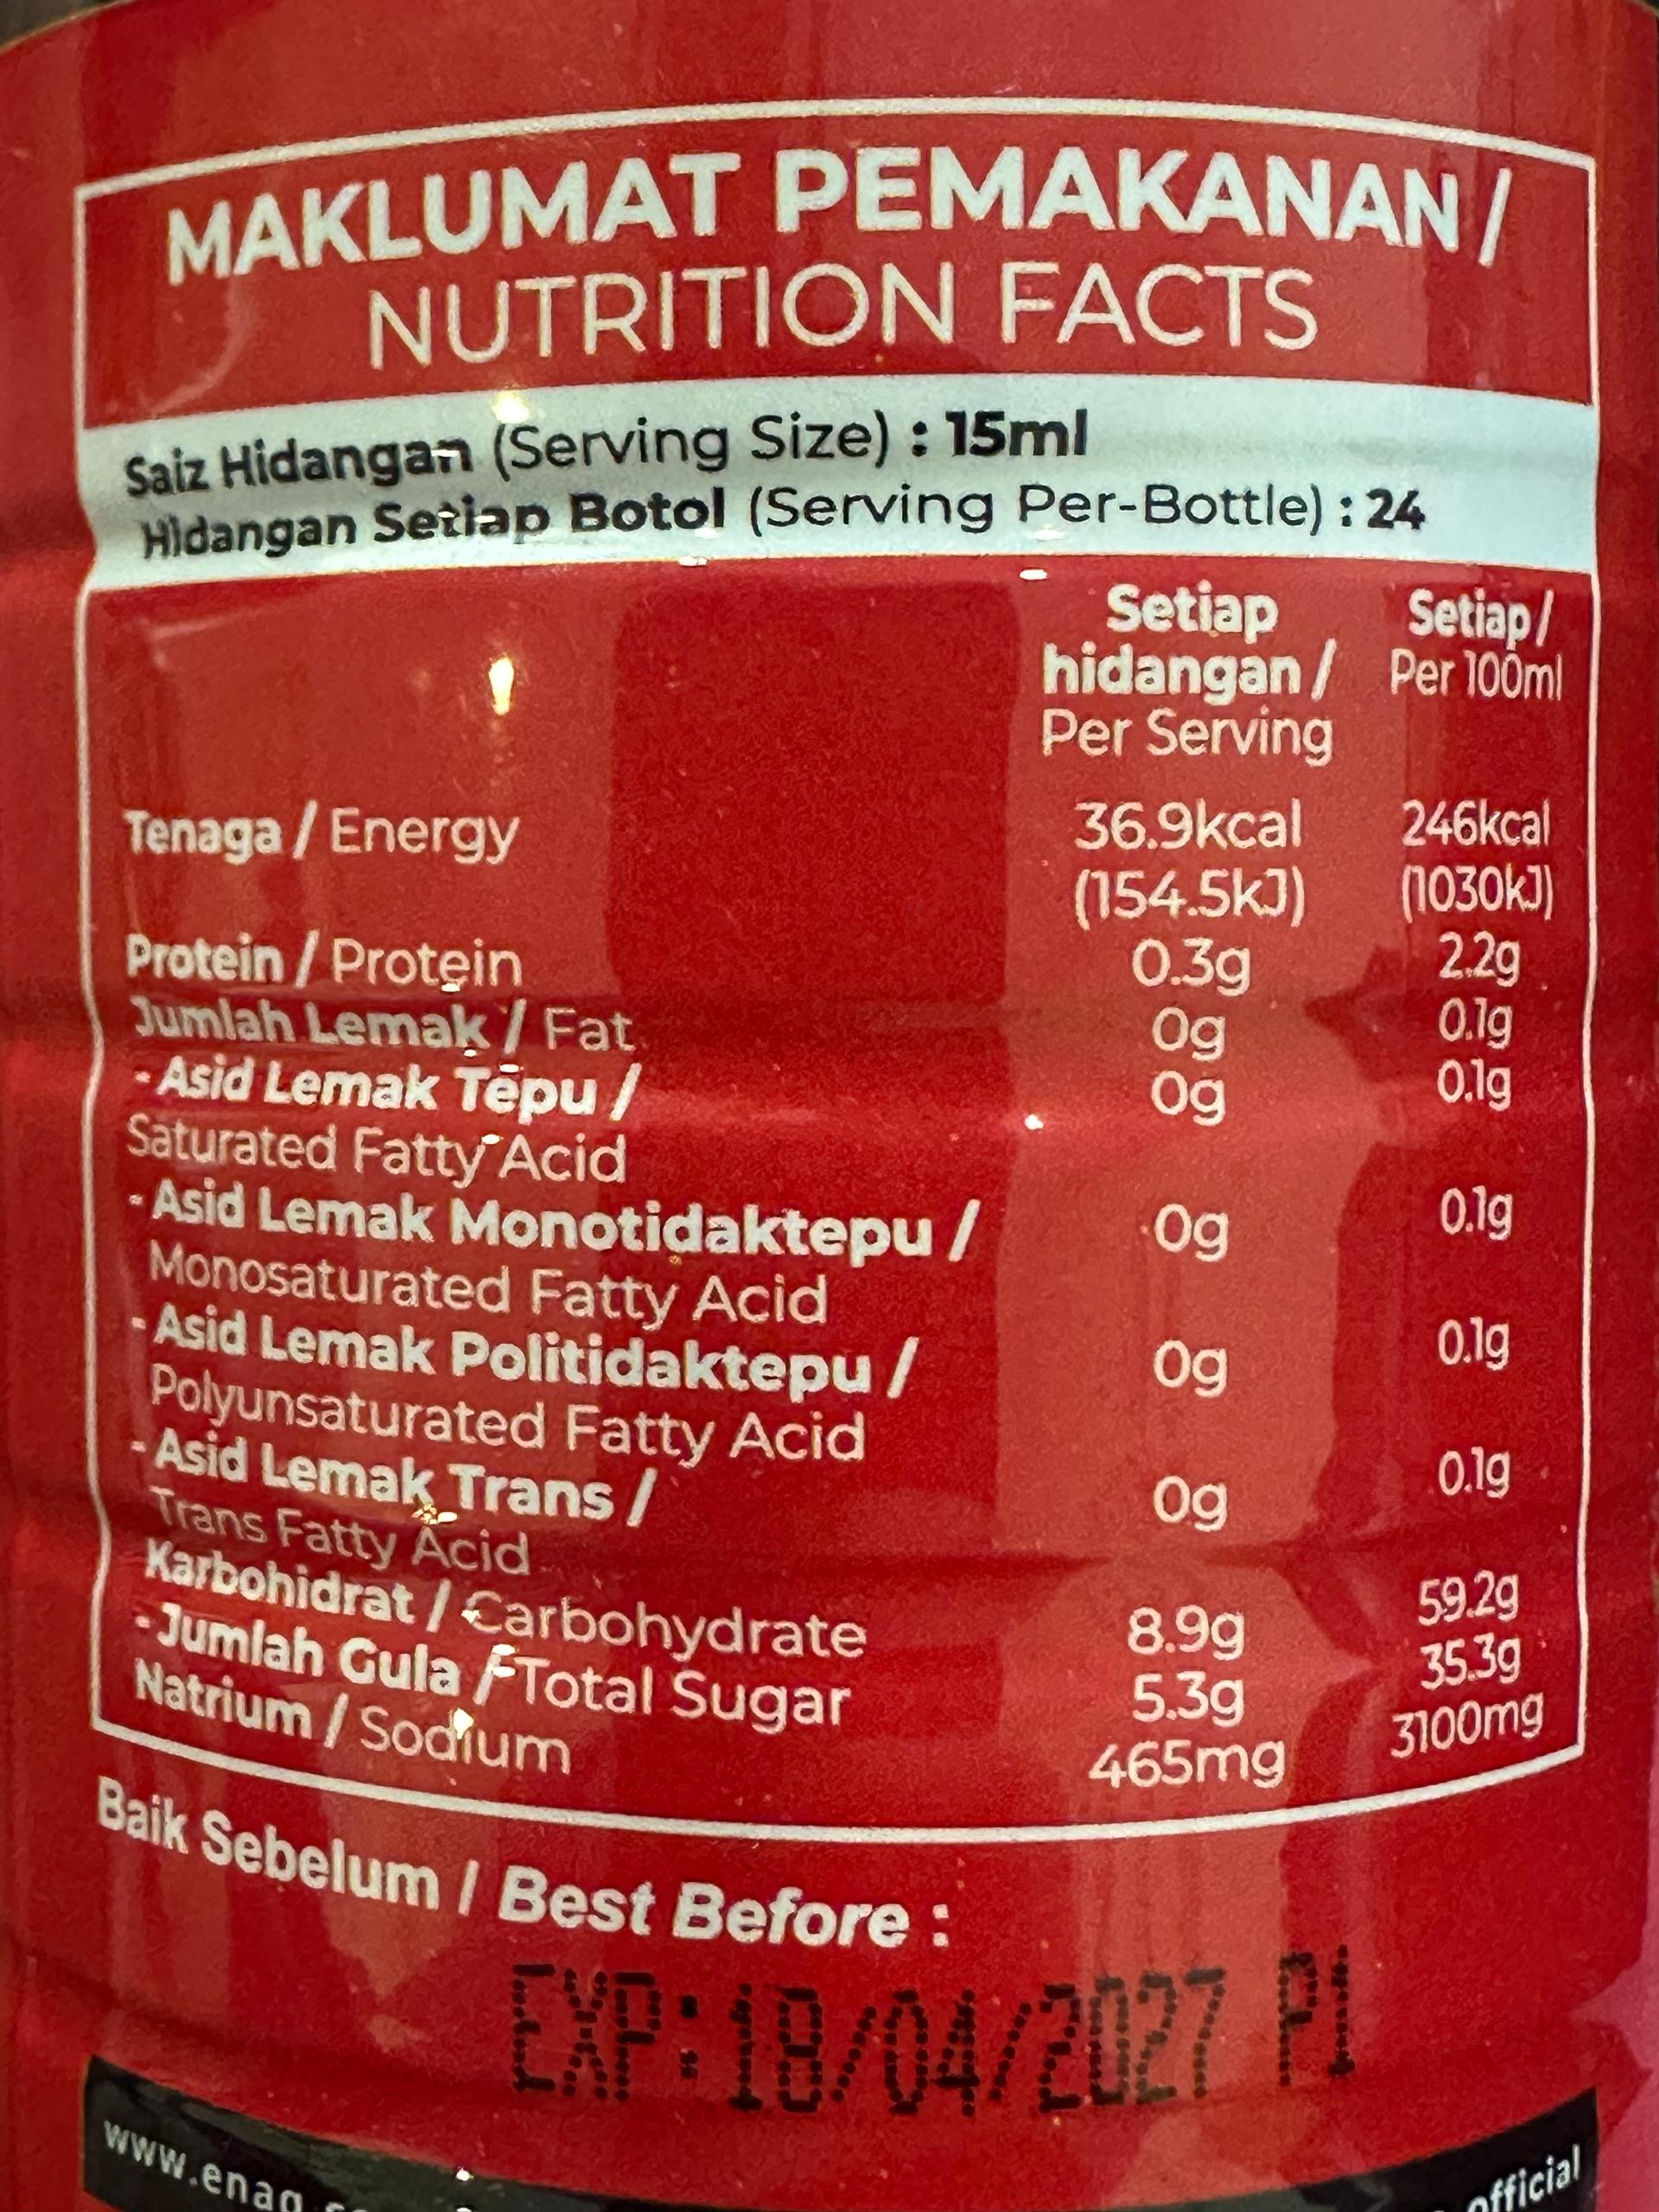 MAKLUMAT PEMAKANAN /
NUTRITION FACTS
Saiz Hidangan (Serving Size) : 15ml
Hidangan Setiap Botol (Serving Per-Bottle) : 24
Setiap hidangan / Per Serving
Setiap / Per 100ml
Tenaga / Energy 36.9kcal 246kcal
(154.5kJ) (1030kJ)
Protein / Protein 0.3g 2.2g
Jumlah Lemak / Fat 0g 0.1g
- Asid Lemak Tepu / 0g 0.1g
Saturated Fatty Acid
- Asid Lemak Monotidaktepu / 0g 0.1g
Monosaturated Fatty Acid
- Asid Lemak Politidaktepu / 0g 0.1g
Polyunsaturated Fatty Acid
- Asid Lemak Trans / 0g 0.1g
Trans Fatty Acid
Karbohidrat / Carbohydrate 8.9g 59.2g
- Jumlah Gula / Total Sugar 5.3g 35.3g
Natrium / Sodium 465mg 3100mg
Baik Sebelum / Best Before :
EXP:18/04/2027 P1
official